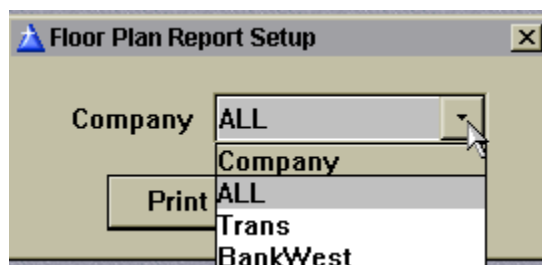 Floor Plan Report Setup
Company ALL
Company
Print ALL
Trans
BankWest